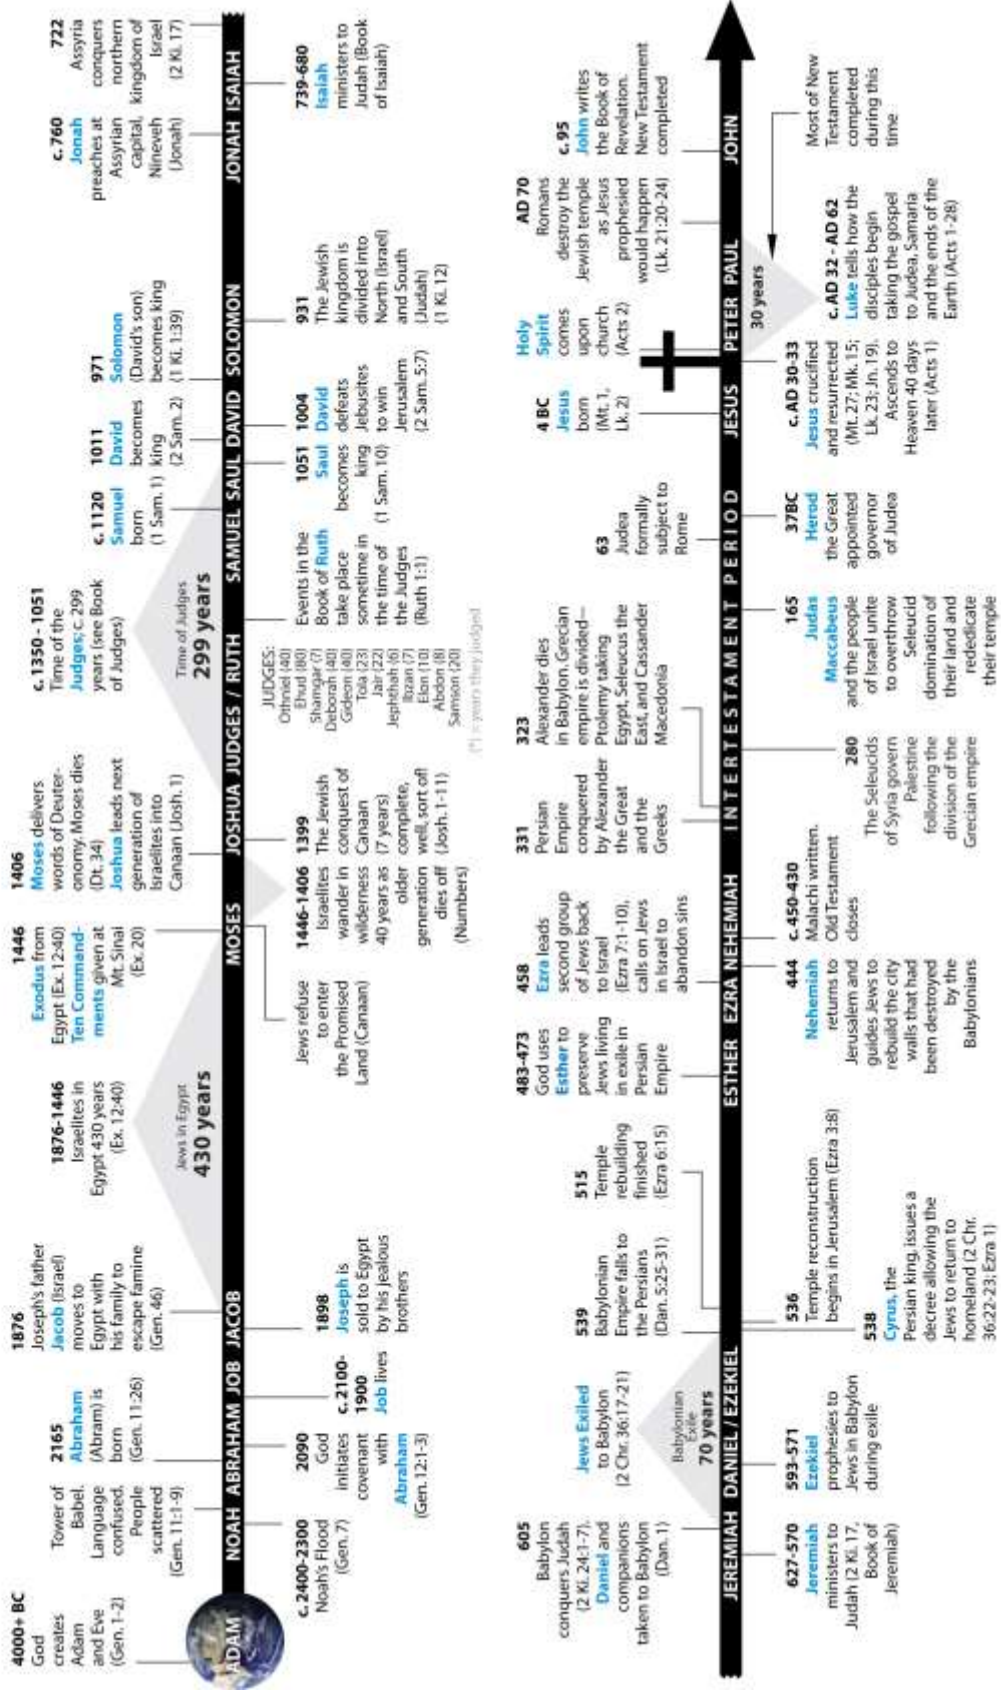 4000+ BC
God
creates
Adam
and Eve
(Gen. 1-2)
Tower of
Babel.
Language
confused.
People
scattered
(Gen. 11:1-9)
2165
Abraham
(Abram) is
born
(Gen. 11:26)
1876
Joseph's father
Jacob (Israel)
moves to
Egypt with
his family to
escape famine
(Gen. 46)
1876-1446
Israelites in
Egypt 430 years
(Ex. 12:40)
1446
Exodus from
Egypt (Ex. 12:40)
Ten Command-
ments given at
Mt. Sinai
(Ex. 20)
1406
Moses delivers
words of Deuter-
onomy. Moses dies
(Dt. 34)
Joshua leads next
generation of
Israelites into
Canaan (Josh. 1)
c. 1350 - 1051
Time of the
Judges; c. 299
years (see Book
of Judges)
c. 1120
Samuel
born
(1 Sam. 1)
1011
David
becomes
king
(2 Sam. 2)
971
Solomon
(David's son)
becomes king
(1 Ki. 1:39)
c. 760
Jonah
preaches at
Assyrian
capital,
Nineveh
(Jonah)
722
Assyria
conquers
northern
kingdom of
Israel
(2 Ki. 17)
Jews in Egypt
430 years
Time of Judges
299 years
ADAM NOAH ABRAHAM JOB JACOB MOSES JOSHUA JUDGES / RUTH SAMUEL SAUL DAVID SOLOMON JONAH ISAIAH
c. 2400-2300
Noah's Flood
(Gen. 7)
2090
God
initiates
covenant
with
Abraham
(Gen. 12:1-3)
c. 2100-
1900
Job lives
1898
Joseph is
sold to Egypt
by his jealous
brothers
Jews refuse
to enter
the Promised
Land (Canaan)
1446-1406
Israelites
wander in
wilderness
40 years as
older
generation
dies off
(Numbers)
1399
The Jewish
conquest of
Canaan
(7 years)
complete,
well, sort off
(Josh. 1-11)
JUDGES:
Othniel (40)
Ehud (80)
Shamgar (?)
Deborah (40)
Gideon (40)
Tola (23)
Jair (22)
Jephthah (6)
Ibzan (7)
Elon (10)
Abdon (8)
Samson (20)
(*) = years they judged
Events in the
Book of Ruth
take place
sometime in
the time of
the Judges
(Ruth 1:1)
1051
Saul
becomes
king
(1 Sam. 10)
1004
David
defeats
Jebusites
to win
Jerusalem
(2 Sam. 5:7)
931
The Jewish
kingdom is
divided into
North (Israel)
and South
(Judah)
(1 Ki. 12)
739-680
Isaiah
ministers to
Judah (Book
of Isaiah)
605
Babylon
conquers Judah
(2 Ki. 24:1-7).
Daniel and
companions
taken to Babylon
(Dan. 1)
Jews Exiled
to Babylon
(2 Chr. 36:17-21)
539
Babylonian
Empire falls to
the Persians
(Dan. 5:25-31)
515
Temple
rebuilding
finished
(Ezra 6:15)
483-473
God uses
Esther to
preserve
Jews living
in exile in
Persian
Empire
458
Ezra leads
second group
of Jews back
to Israel
(Ezra 7:1-10),
calls on Jews
in Israel to
abandon sins
331
Persian
Empire
conquered
by Alexander
the Great
and the
Greeks
323
Alexander dies
in Babylon. Grecian
empire is divided—
Ptolemy taking
Egypt, Seleucus the
East, and Cassander
Macedonia
63
Judea
formally
subject to
Rome
4 BC
Jesus
born
(Mt. 1,
Lk. 2)
Holy
Spirit
comes
upon
church
(Acts 2)
AD 70
Romans
destroy the
Jewish temple
as Jesus
prophesied
would happen
(Lk. 21:20-24)
c. 95
John writes
the Book of
Revelation.
New Testament
completed
Babylonian
Exile
70 years
JEREMIAH DANIEL / EZEKIEL ESTHER EZRA NEHEMIAH INTERTESTAMENT PERIOD JESUS PETER PAUL JOHN
30 years
627-570
Jeremiah
ministers to
Judah (2 Ki. 17,
Book of
Jeremiah)
593-571
Ezekiel
prophesies to
Jews in Babylon
during exile
538
Cyrus, the
Persian king, issues a
decree allowing the
Jews to return to
homeland (2 Chr.
36:22-23; Ezra 1)
536
Temple reconstruction
begins in Jerusalem (Ezra 3:8)
444
Nehemiah
returns to
Jerusalem and
guides Jews to
rebuild the city
walls that had
been destroyed
by the
Babylonians
c. 450-430
Malachi written.
Old Testament
closes
280
The Seleucids
of Syria govern
Palestine
following the
division of the
Grecian empire
165
Judas
Maccabeus
and the people
of Israel unite
to overthrow
Seleucid
domination of
their land and
rededicate
their temple
37BC
Herod
the Great
appointed
governor
of Judea
c. AD 30-33
Jesus crucified
and resurrected
(Mt. 27; Mk. 15;
Lk. 23; Jn. 19).
Ascends to
Heaven 40 days
later (Acts 1)
c. AD 32 - AD 62
Luke tells how the
disciples begin
taking the gospel
to Judea, Samaria
and the ends of the
Earth (Acts 1-28)
Most of New
Testament
completed
during this
time